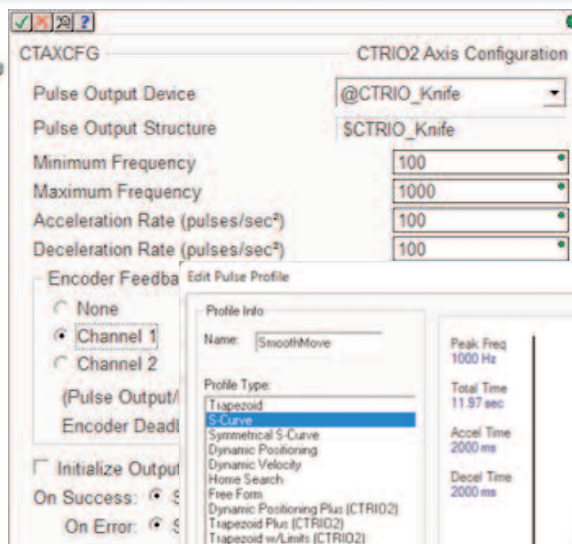 CTAXCFG CTRIO2 Axis Configuration
Pulse Output Device @CTRIO_Knife
Pulse Output Structure $CTRIO_Knife
Minimum Frequency 100
Maximum Frequency 1000
Acceleration Rate (pulses/sec²) 100
Deceleration Rate (pulses/sec²) 100
Encoder Feedba
None
Channel 1
Channel 2
(Pulse Output/
Encoder Dead
Initialize Output
On Success: S
On Error: S
Edit Pulse Profile
Profile Info
Name: SmoothMove
Profile Type:
Trapezoid
S-Curve
Symmetrical S-Curve
Dynamic Positioning
Dynamic Velocity
Home Search
Free Form
Dynamic Positioning Plus (CTRIO2)
Trapezoid Plus (CTRIO2)
Trapezoid w/Limits (CTRIO2)
Peak Freq
1000 Hz
Total Time
11.97 sec
Accel Time
2000 ms
Decel Time
2000 ms